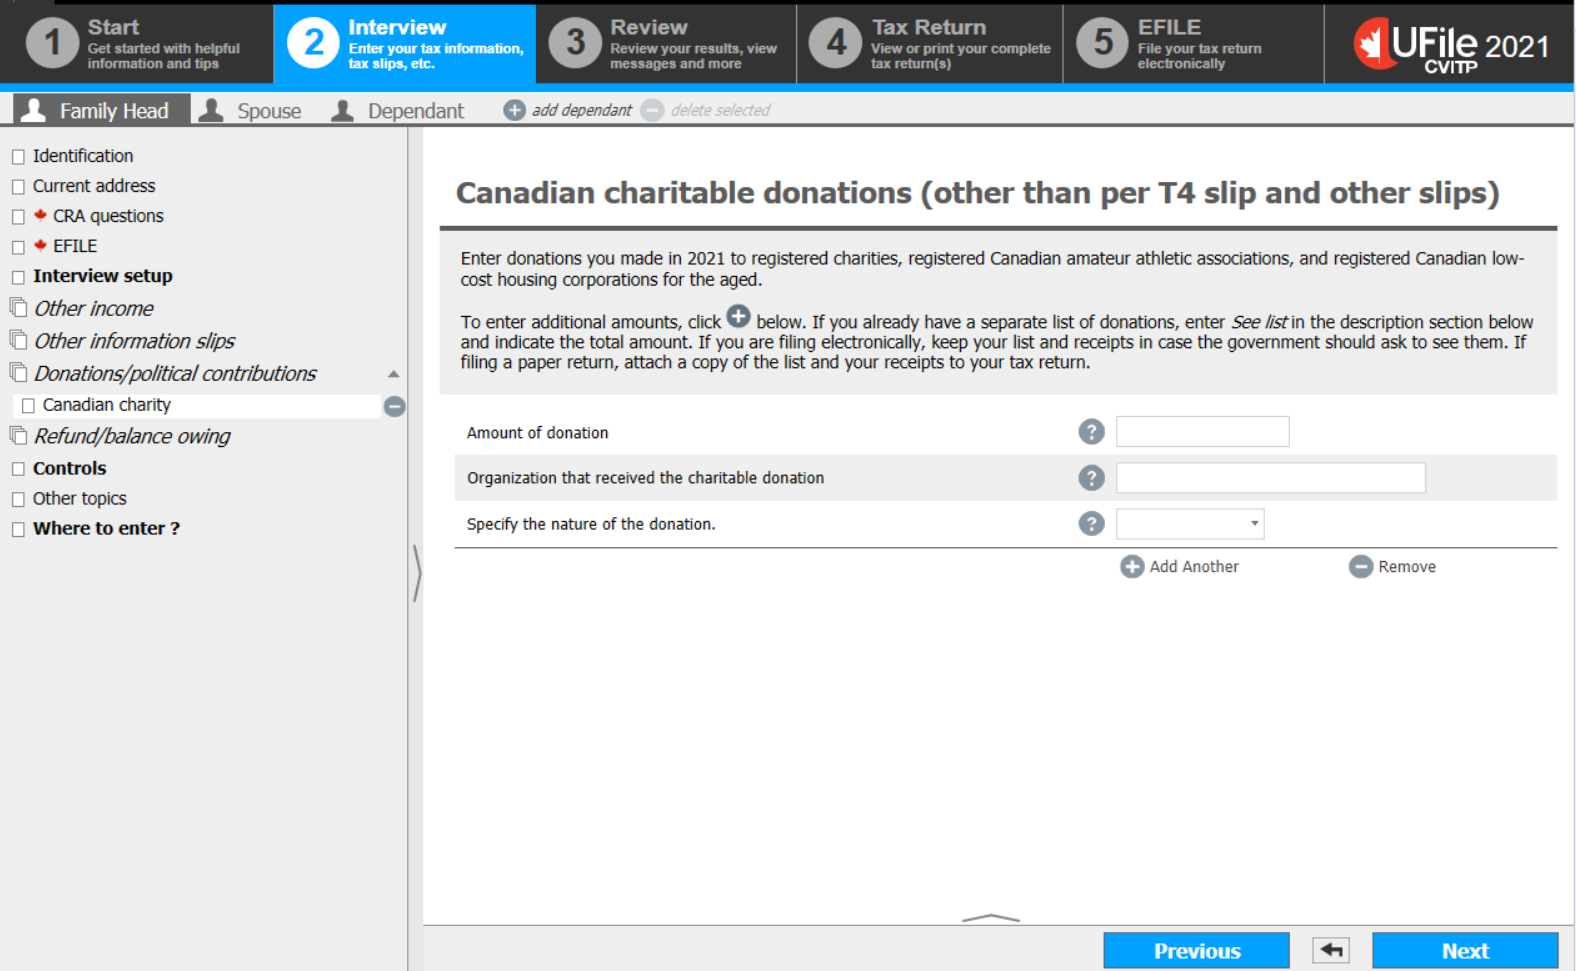 1 Start
Get started with helpful
information and tips
2 Interview
Enter your tax information,
tax slips, etc.
3 Review
Review your results, view
messages and more
4 Tax Return
View or print your complete
tax return(s)
5 EFILE
File your tax return
electronically
UFile 2021
CVITP
Family Head Spouse Dependant add dependant delete selected
Identification
Current address
CRA questions
EFILE
Interview setup
Other income
Other information slips
Donations/political contributions
Canadian charity
Refund/balance owing
Controls
Other topics
Where to enter ?
Canadian charitable donations (other than per T4 slip and other slips)
Enter donations you made in 2021 to registered charities, registered Canadian amateur athletic associations, and registered Canadian low-
cost housing corporations for the aged.
To enter additional amounts, click + below. If you already have a separate list of donations, enter See list in the description section below
and indicate the total amount. If you are filing electronically, keep your list and receipts in case the government should ask to see them. If
filing a paper return, attach a copy of the list and your receipts to your tax return.
Amount of donation ?
Organization that received the charitable donation ?
Specify the nature of the donation. ?
Add Another Remove
Previous Next